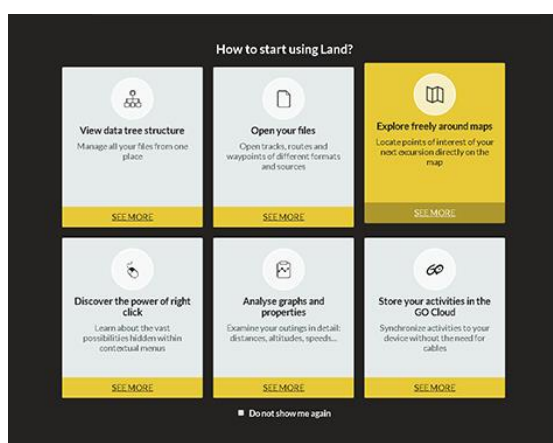 How to start using Land?
View data tree structure
Manage all your files from one
place
SEE MORE
Open your files
Open tracks, routes and
waypoints of different formats
and sources
SEE MORE
Explore freely around maps
Locate points of interest of your
next excursion directly on the
map
SEE MORE
Discover the power of right
click
Learn about the vast
possibilities hidden within
contextual menus
SEE MORE
Analyse graphs and
properties
Examine your outings in detail:
distances, altitudes, speeds...
SEE MORE
GO
Store your activities in the
GO Cloud
Synchronize activities to your
device without the need for
cables
SEE MORE
Do not show me again